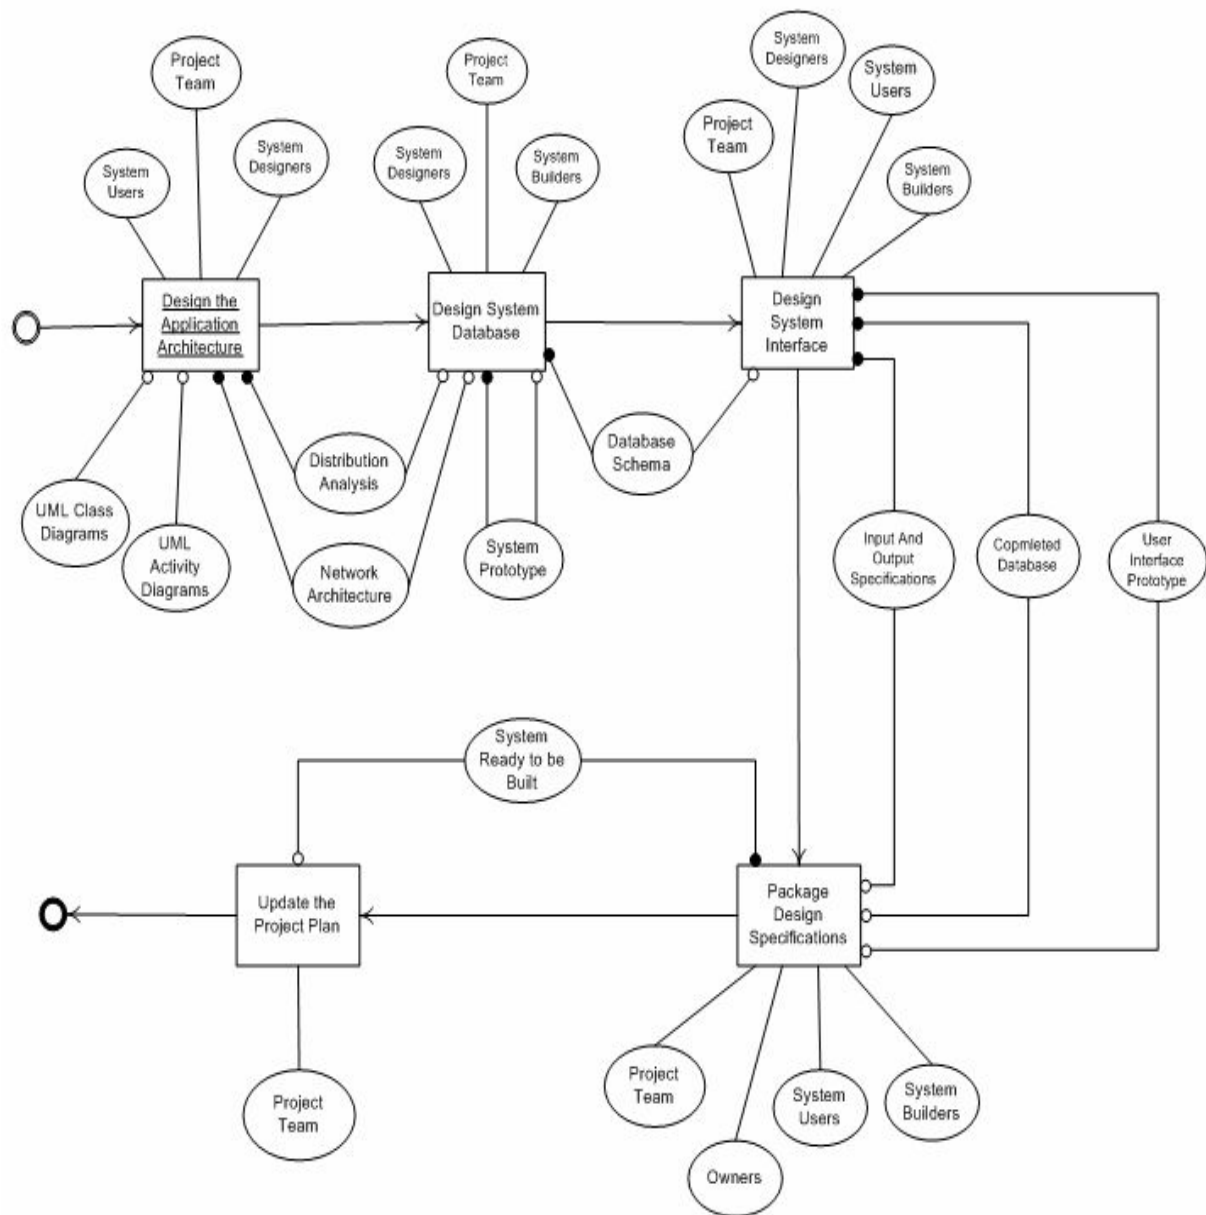 Project
Team
System
Users
System
Designers
Project
Team
System
Designers
System
Builders
System
Designers
System
Users
Project
Team
System
Builders
Design the
Application
Architecture
Design System
Database
Design
System
Interface
UML Class
Diagrams
UML
Activity
Diagrams
Distribution
Analysis
Network
Architecture
System
Prototype
Database
Schema
Input And
Output
Specifications
Copmleted
Database
User
Interface
Prototype
System
Ready to be
Built
Update the
Project Plan
Package
Design
Specifications
Project
Team
Project
Team
Owners
System
Users
System
Builders